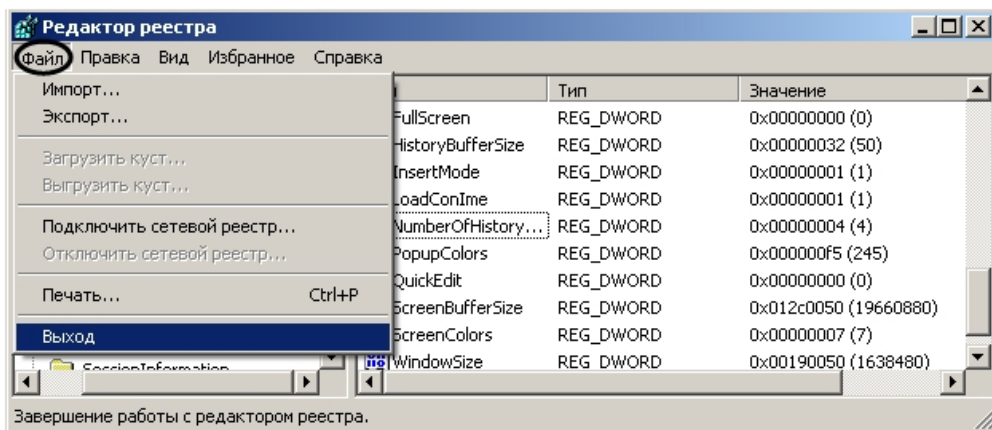 Редактор реестра
Файл Правка Вид Избранное Справка
Импорт...
Экспорт...
Загрузить куст...
Выгрузить куст...
Подключить сетевой реестр...
Отключить сетевой реестр...
Печать... Ctrl+P
Выход
Тип Значение
FullScreen REG_DWORD 0x00000000 (0)
HistoryBufferSize REG_DWORD 0x00000032 (50)
InsertMode REG_DWORD 0x00000001 (1)
LoadConIme REG_DWORD 0x00000001 (1)
NumberOfHistory... REG_DWORD 0x00000004 (4)
PopupColors REG_DWORD 0x000000f5 (245)
QuickEdit REG_DWORD 0x00000000 (0)
ScreenBufferSize REG_DWORD 0x012c0050 (19660880)
ScreenColors REG_DWORD 0x00000007 (7)
WindowSize REG_DWORD 0x00190050 (1638480)
SessionInformation
Завершение работы с редактором реестра.